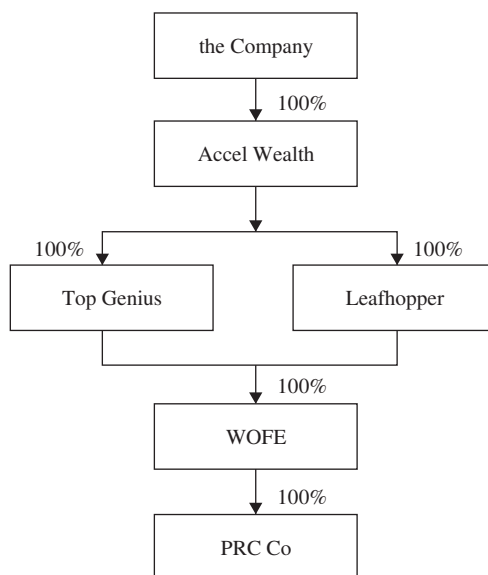 the Company
100%
Accel Wealth
100%
100%
Top Genius
Leafhopper
100%
WOFE
100%
PRC Co